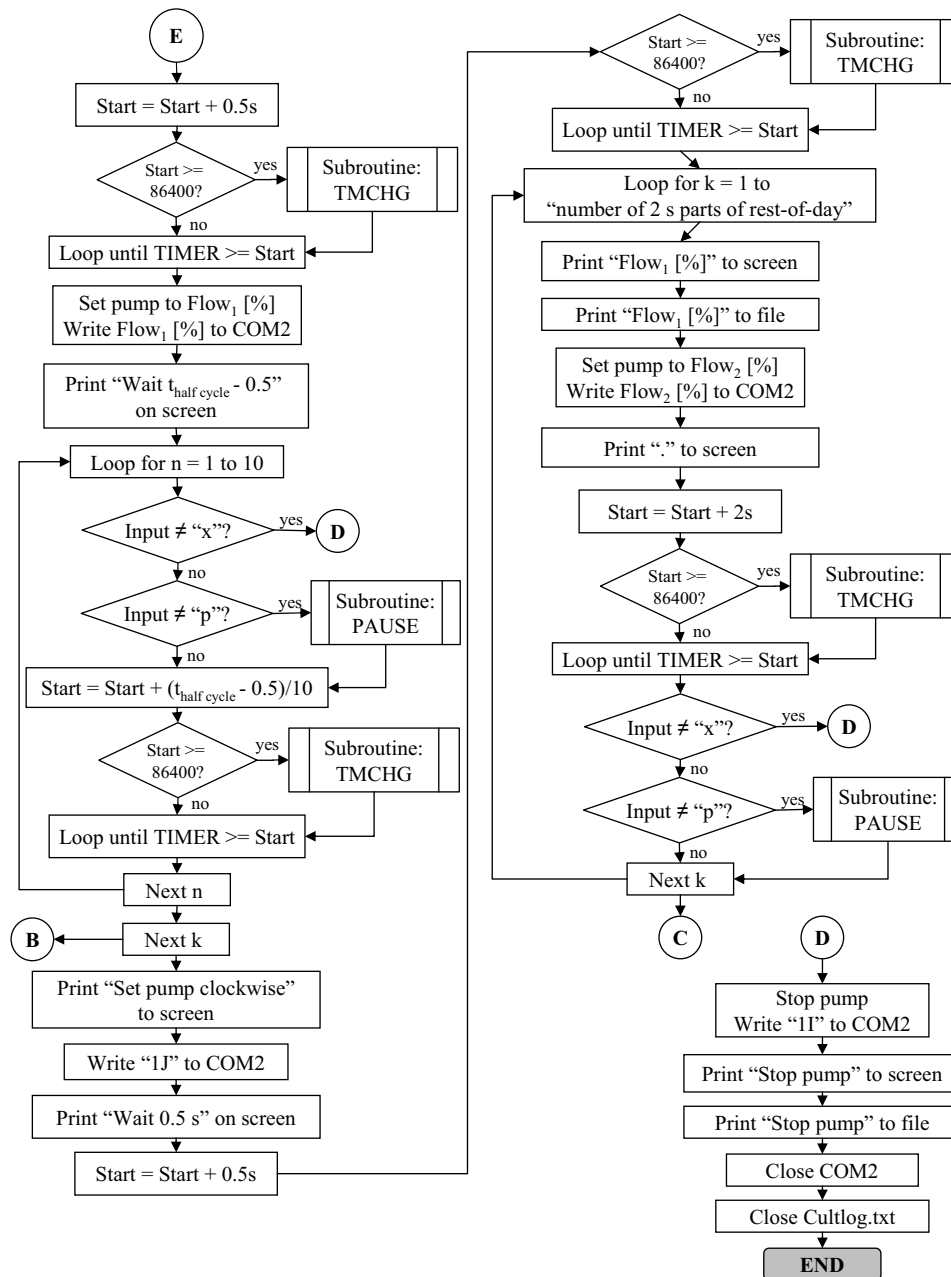 E
Start = Start + 0.5s
Start >=
86400?
yes
Subroutine:
TMCHG
no
Loop until TIMER >= Start
Set pump to Flow1 [%]
Write Flow1 [%] to COM2
Print “Wait thalf cycle - 0.5”
on screen
Loop for n = 1 to 10
Input ≠ “x”?
yes
D
no
Input ≠ “p”?
yes
Subroutine:
PAUSE
no
Start = Start + (thalf cycle - 0.5)/10
Start >=
86400?
yes
Subroutine:
TMCHG
no
Loop until TIMER >= Start
Next n
B
Next k
Print “Set pump clockwise”
to screen
Write “1J” to COM2
Print “Wait 0.5 s” on screen
Start = Start + 0.5s
Start >=
86400?
yes
Subroutine:
TMCHG
no
Loop until TIMER >= Start
Loop for k = 1 to
“number of 2 s parts of rest-of-day”
Print “Flow1 [%]” to screen
Print “Flow1 [%]” to file
Set pump to Flow2 [%]
Write Flow2 [%] to COM2
Print “.” to screen
Start = Start + 2s
Start >=
86400?
yes
Subroutine:
TMCHG
no
Loop until TIMER >= Start
Input ≠ “x”?
yes
D
no
Input ≠ “p”?
yes
Subroutine:
PAUSE
no
Next k
C
D
Stop pump
Write “1I” to COM2
Print “Stop pump” to screen
Print “Stop pump” to file
Close COM2
Close Cultlog.txt
END